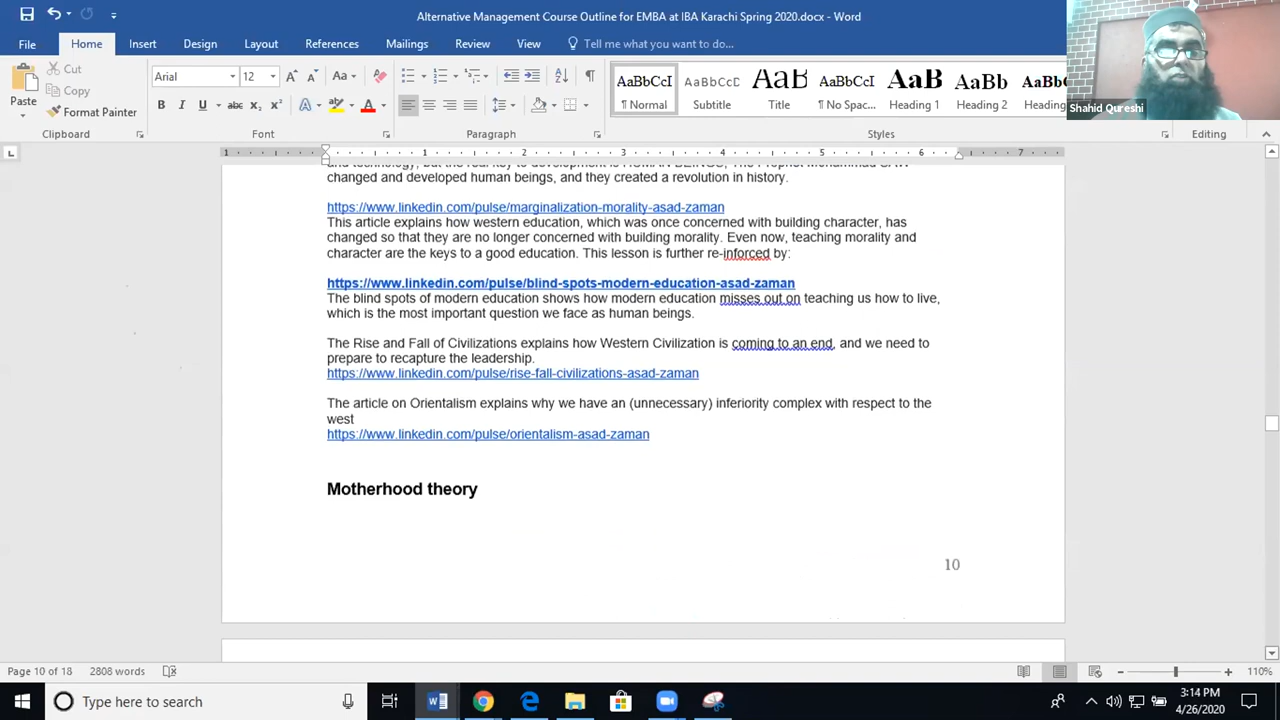 Alternative Management Course Outline for EMBA at IBA Karachi Spring 2020.docx - Word
File Home Insert Design Layout References Mailings Review View Tell me what you want to do...
Shahid Qureshi
Paste
Cut
Copy
Format Painter
Arial 12
AaBbCcI AaBbCcD AaBbCcI AaB AaBb AaBbCc
¶ Normal Subtitle Title ¶ No Spac... Heading 1 Heading 2 Heading
Clipboard Font Paragraph Styles Editing
1 1 2 3 4 5 6 7
changed and developed human beings, and they created a revolution in history.
https://www.linkedin.com/pulse/marginalization-morality-asad-zaman
This article explains how western education, which was once concerned with building character, has
changed so that they are no longer concerned with building morality. Even now, teaching morality and
character are the keys to a good education. This lesson is further re-inforced by:
https://www.linkedin.com/pulse/blind-spots-modern-education-asad-zaman
The blind spots of modern education shows how modern education misses out on teaching us how to live,
which is the most important question we face as human beings.
The Rise and Fall of Civilizations explains how Western Civilization is coming to an end, and we need to
prepare to recapture the leadership.
https://www.linkedin.com/pulse/rise-fall-civilizations-asad-zaman
The article on Orientalism explains why we have an (unnecessary) inferiority complex with respect to the
west
https://www.linkedin.com/pulse/orientalism-asad-zaman
Motherhood theory
10
Page 10 of 18 2808 words 110%
Type here to search
3:14 PM
4/26/2020